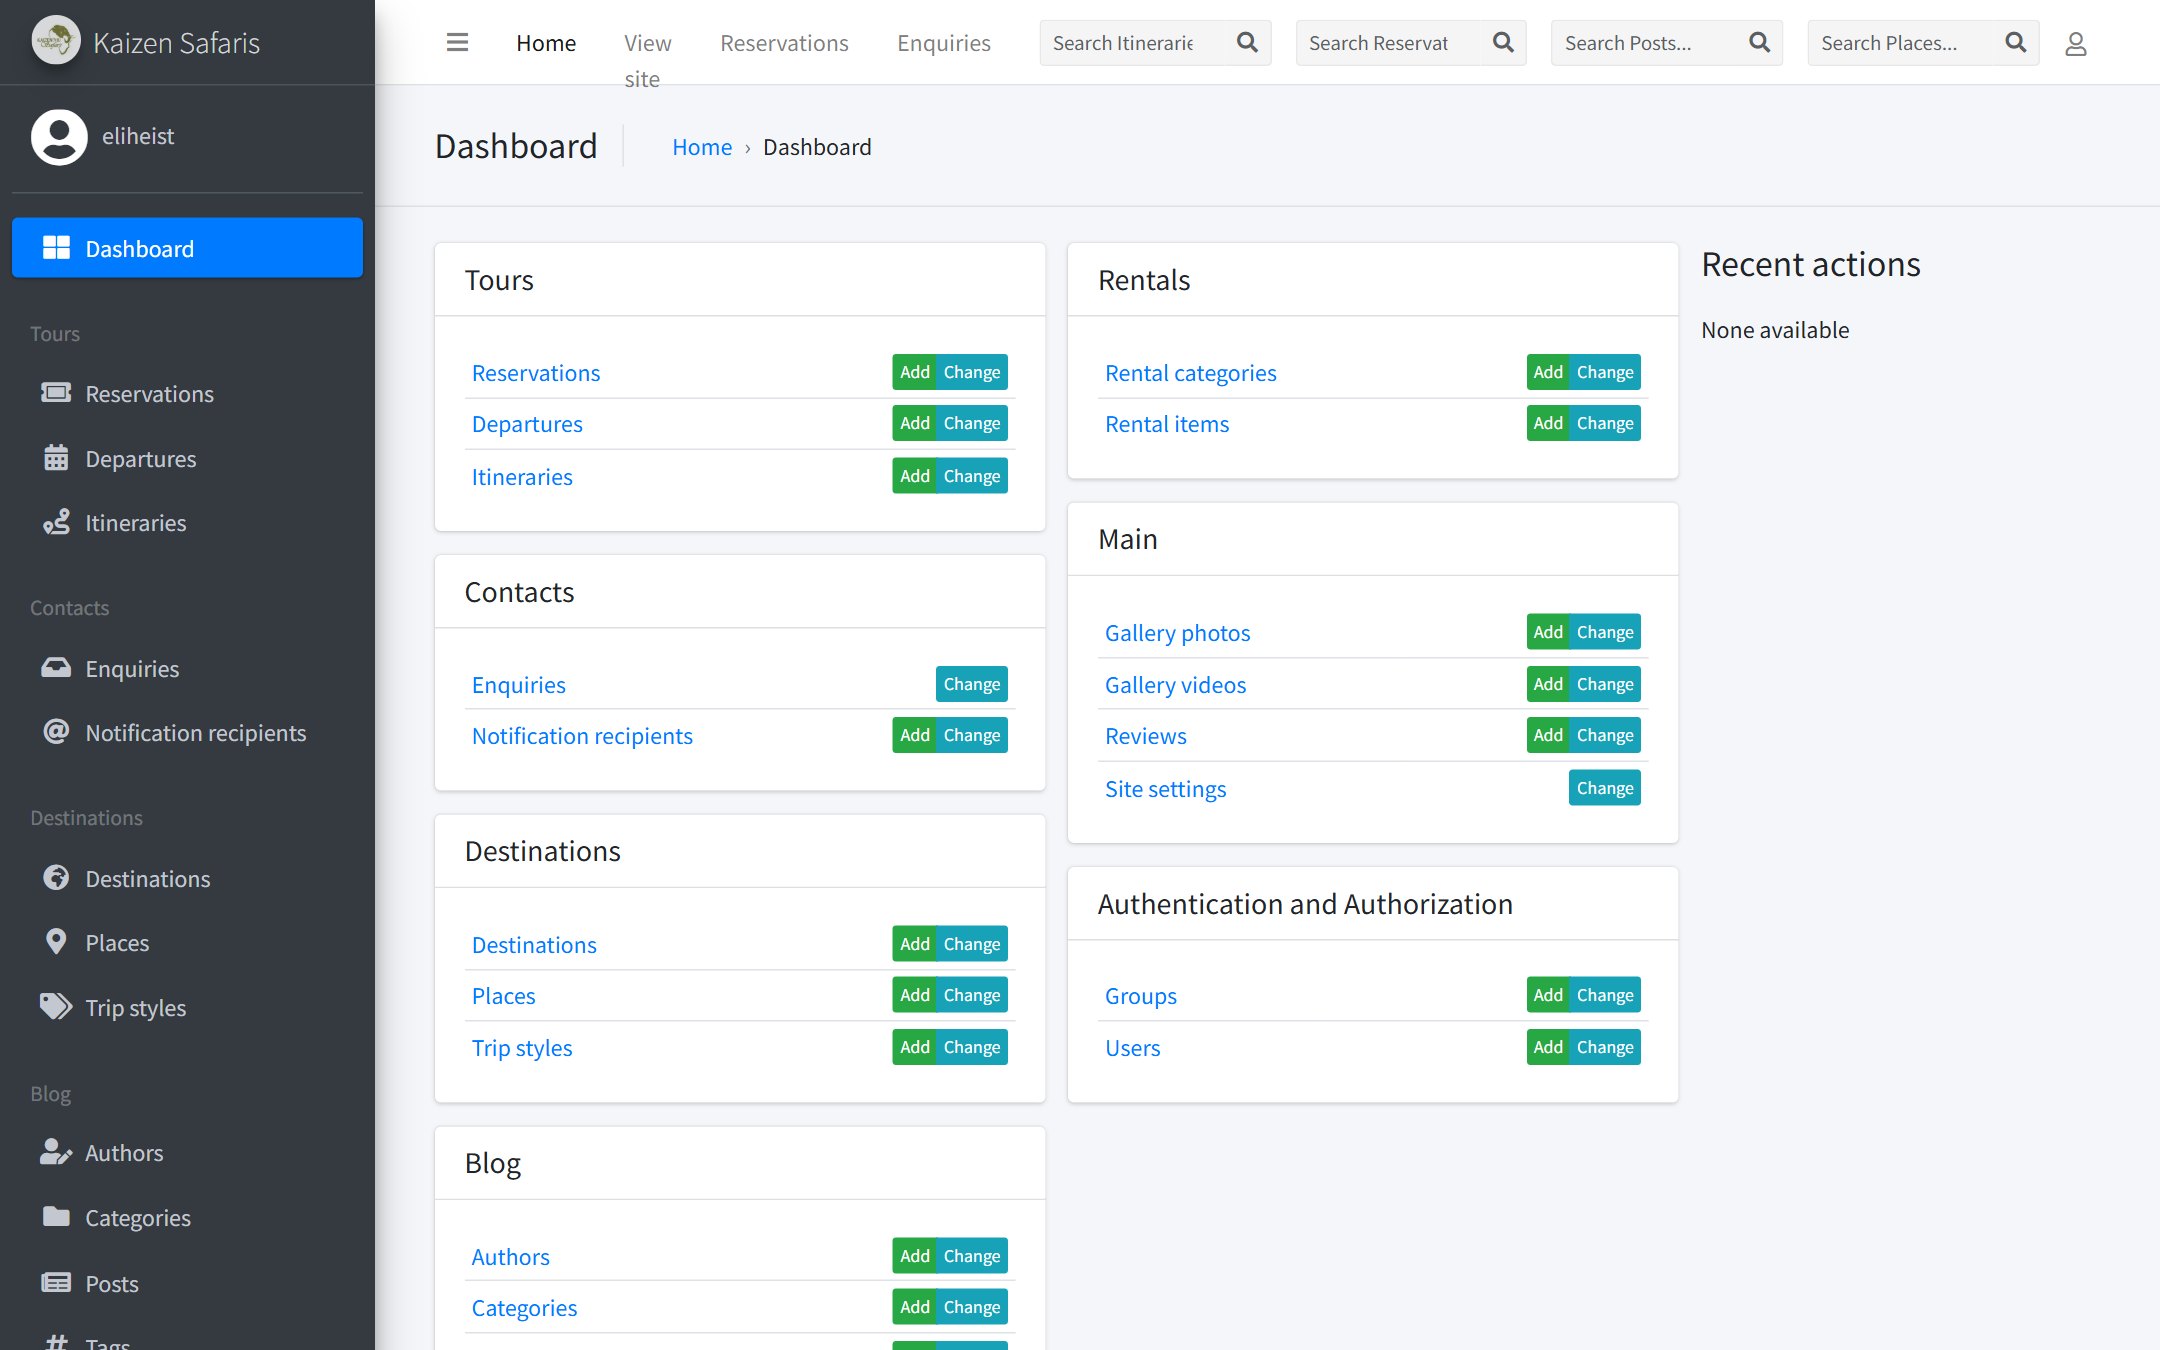 Kaizen Safaris
eliheist
Dashboard
Tours
Reservations
Departures
Itineraries
Contacts
Enquiries
Notification recipients
Destinations
Destinations
Places
Trip styles
Blog
Authors
Categories
Posts
Tags
Home
View site
Reservations
Enquiries
Search Itinerarie
Search Reservat
Search Posts...
Search Places...
Dashboard
Home › Dashboard
Tours
Reservations Add Change
Departures Add Change
Itineraries Add Change
Contacts
Enquiries Change
Notification recipients Add Change
Destinations
Destinations Add Change
Places Add Change
Trip styles Add Change
Blog
Authors Add Change
Categories Add Change
Rentals
Rental categories Add Change
Rental items Add Change
Main
Gallery photos Add Change
Gallery videos Add Change
Reviews Add Change
Site settings Change
Authentication and Authorization
Groups Add Change
Users Add Change
Recent actions
None available